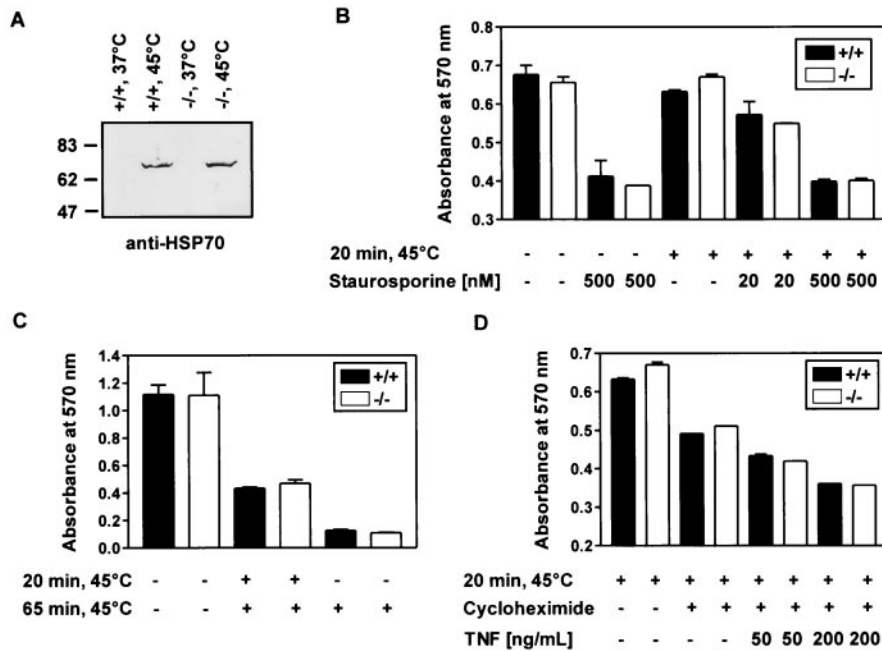 A
+/+, 37°C
+/+, 45°C
-/-, 37°C
-/-, 45°C
83
62
47
anti-HSP70
B
Absorbance at 570 nm
0.7
0.6
0.5
0.4
0.3
+/+
-/-
20 min, 45°C - - - - + + + + + +
Staurosporine [nM] - - 500 500 - - 20 20 500 500
C
Absorbance at 570 nm
1.4
1.2
1.0
0.8
0.6
0.4
0.2
0.0
+/+
-/-
20 min, 45°C - - + + - -
65 min, 45°C - - + + + +
D
Absorbance at 570 nm
0.7
0.6
0.5
0.4
0.3
0.2
+/+
-/-
20 min, 45°C + + + + + + + +
Cycloheximide - - + + + + + +
TNF [ng/mL] - - - - 50 50 200 200